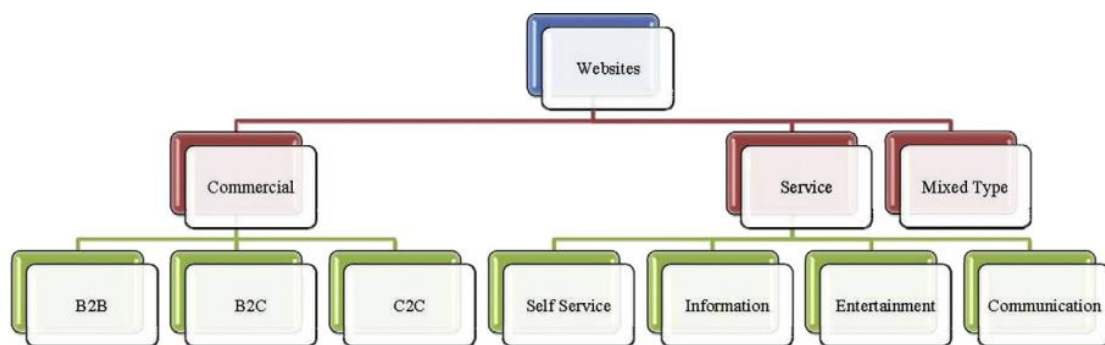 Websites
Commercial
Service
Mixed Type
B2B
B2C
C2C
Self Service
Information
Entertainment
Communication